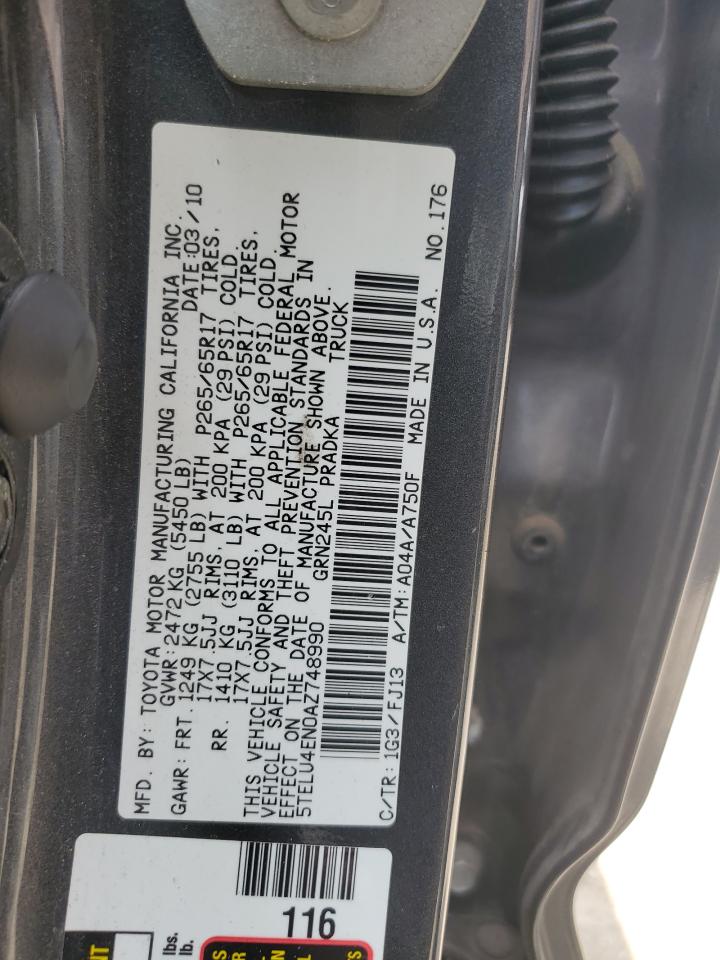 MFD. BY: TOYOTA MOTOR MANUFACTURING CALIFORNIA INC.
GVWR: 2472 KG (5450 LB) DATE: 03/10
GAWR: FRT. 1249 KG (2755 LB) WITH P265/65R17 TIRES,
17X7.5JJ RIMS, AT 200 KPA (29 PSI) COLD.
RR. 1410 KG (3110 LB) WITH P265/65R17 TIRES,
17X7.5JJ RIMS, AT 200 KPA (29 PSI) COLD.
THIS VEHICLE CONFORMS TO ALL APPLICABLE FEDERAL MOTOR
VEHICLE SAFETY AND THEFT PREVENTION STANDARDS IN
EFFECT ON THE DATE OF MANUFACTURE SHOWN ABOVE.
5TELU4EN0AZ748990 GRN245L PRADKA TRUCK
C/TR: 1G3/FJ13 A/TM: A04A/A750F MADE IN U.S.A. NO.176
116
lbs.
lb.